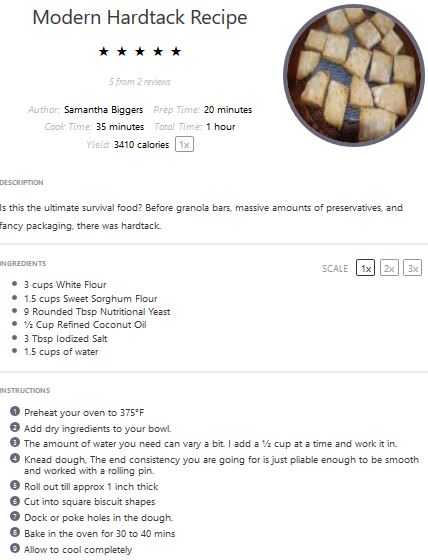 Modern Hardtack Recipe
★ ★ ★ ★ ★
5 from 2 reviews
Author: Samantha Biggers Prep Time: 20 minutes
Cook Time: 35 minutes Total Time: 1 hour
Yield: 3410 calories 1x
DESCRIPTION
Is this the ultimate survival food? Before granola bars, massive amounts of preservatives, and
fancy packaging, there was hardtack.
INGREDIENTS
SCALE 1x 2x 3x
3 cups White Flour
1.5 cups Sweet Sorghum Flour
9 Rounded Tbsp Nutritional Yeast
½ Cup Refined Coconut Oil
3 Tbsp Iodized Salt
1.5 cups of water
INSTRUCTIONS
1 Preheat your oven to 375°F
2 Add dry ingredients to your bowl.
3 The amount of water you need can vary a bit. I add a ½ cup at a time and work it in.
4 Knead dough, The end consistency you are going for is just pliable enough to be smooth
and worked with a rolling pin.
5 Roll out till approx 1 inch thick
6 Cut into square biscuit shapes
7 Dock or poke holes in the dough.
8 Bake in the oven for 30 to 40 mins
9 Allow to cool completely